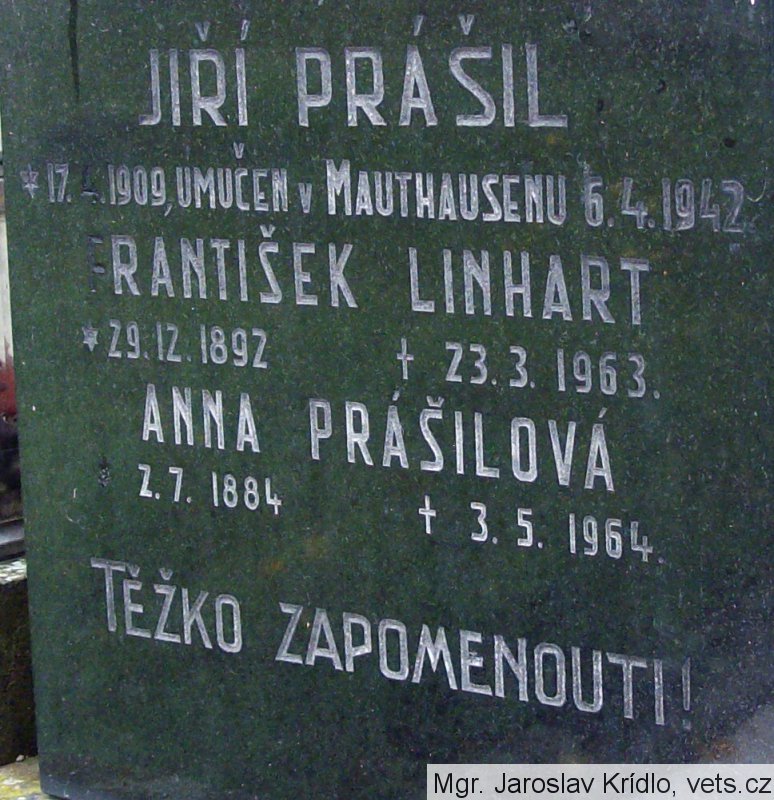 JIŘÍ PRÁŠIL
* 17. 4. 1909, UMUČEN V MAUTHAUSENU 6. 4. 1942
FRANTIŠEK LINHART
* 29. 12. 1892 † 23. 3. 1963.
ANNA PRÁŠILOVÁ
* 2. 7. 1884 † 3. 5. 1964.
TĚŽKO ZAPOMENOUTI!
Mgr. Jaroslav Krídlo, vets.cz